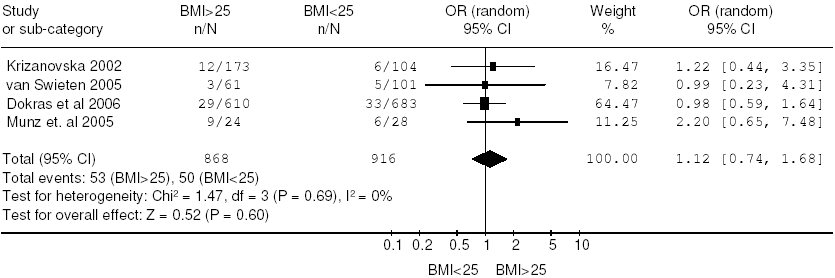 Study BMI>25 BMI<25 OR (random) Weight OR (random)
or sub-category n/N n/N 95% CI % 95% CI
Krizanovska 2002 12/173 6/104 16.47 1.22 [0.44, 3.35]
van Swieten 2005 3/61 5/101 7.82 0.99 [0.23, 4.31]
Dokras et al 2006 29/610 33/683 64.47 0.98 [0.59, 1.64]
Munz et. al 2005 9/24 6/28 11.25 2.20 [0.65, 7.48]
Total (95% CI) 868 916 100.00 1.12 [0.74, 1.68]
Total events: 53 (BMI>25), 50 (BMI<25)
Test for heterogeneity: Chi² = 1.47, df = 3 (P = 0.69), I² = 0%
Test for overall effect: Z = 0.52 (P = 0.60)
0.1 0.2 0.5 1 2 5 10
BMI<25 BMI>25